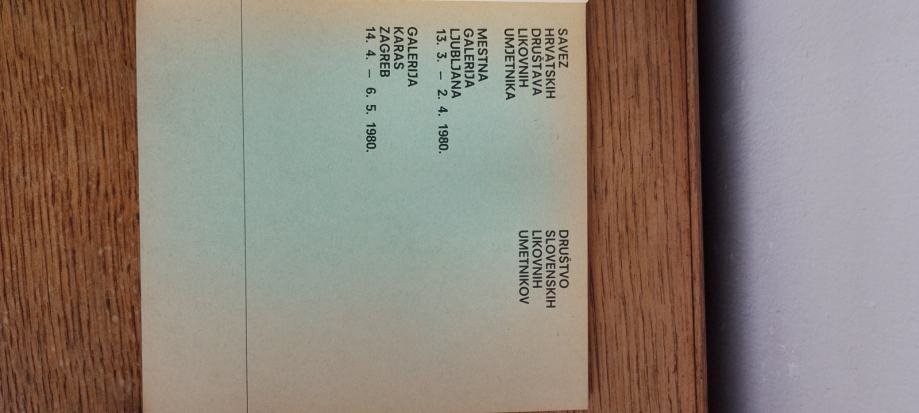 SAVEZ
HRVATSKIH
DRUŠTAVA
LIKOVNIH
UMJETNIKA
DRUŠTVO
SLOVENSKIH
LIKOVNIH
UMETNIKOV
MESTNA
GALERIJA
LJUBLJANA
13. 3. — 2. 4. 1980.
GALERIJA
KARAS
ZAGREB
14. 4. — 6. 5. 1980.